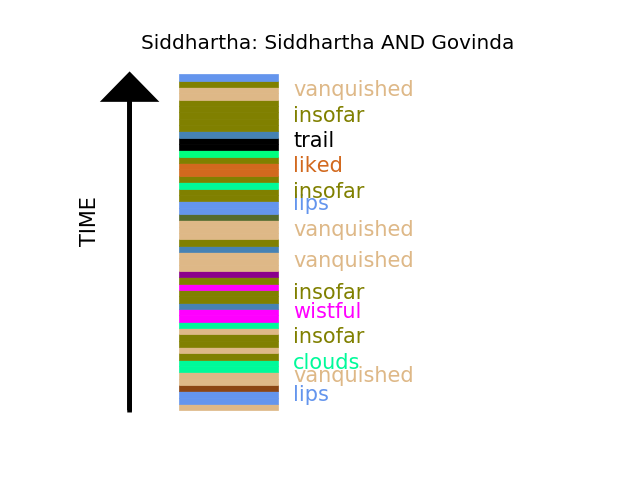 Siddhartha: Siddhartha AND Govinda
TIME
vanquished
insofar
trail
liked
insofar
lips
vanquished
vanquished
insofar
wistful
insofar
clouds
vanquished
lips